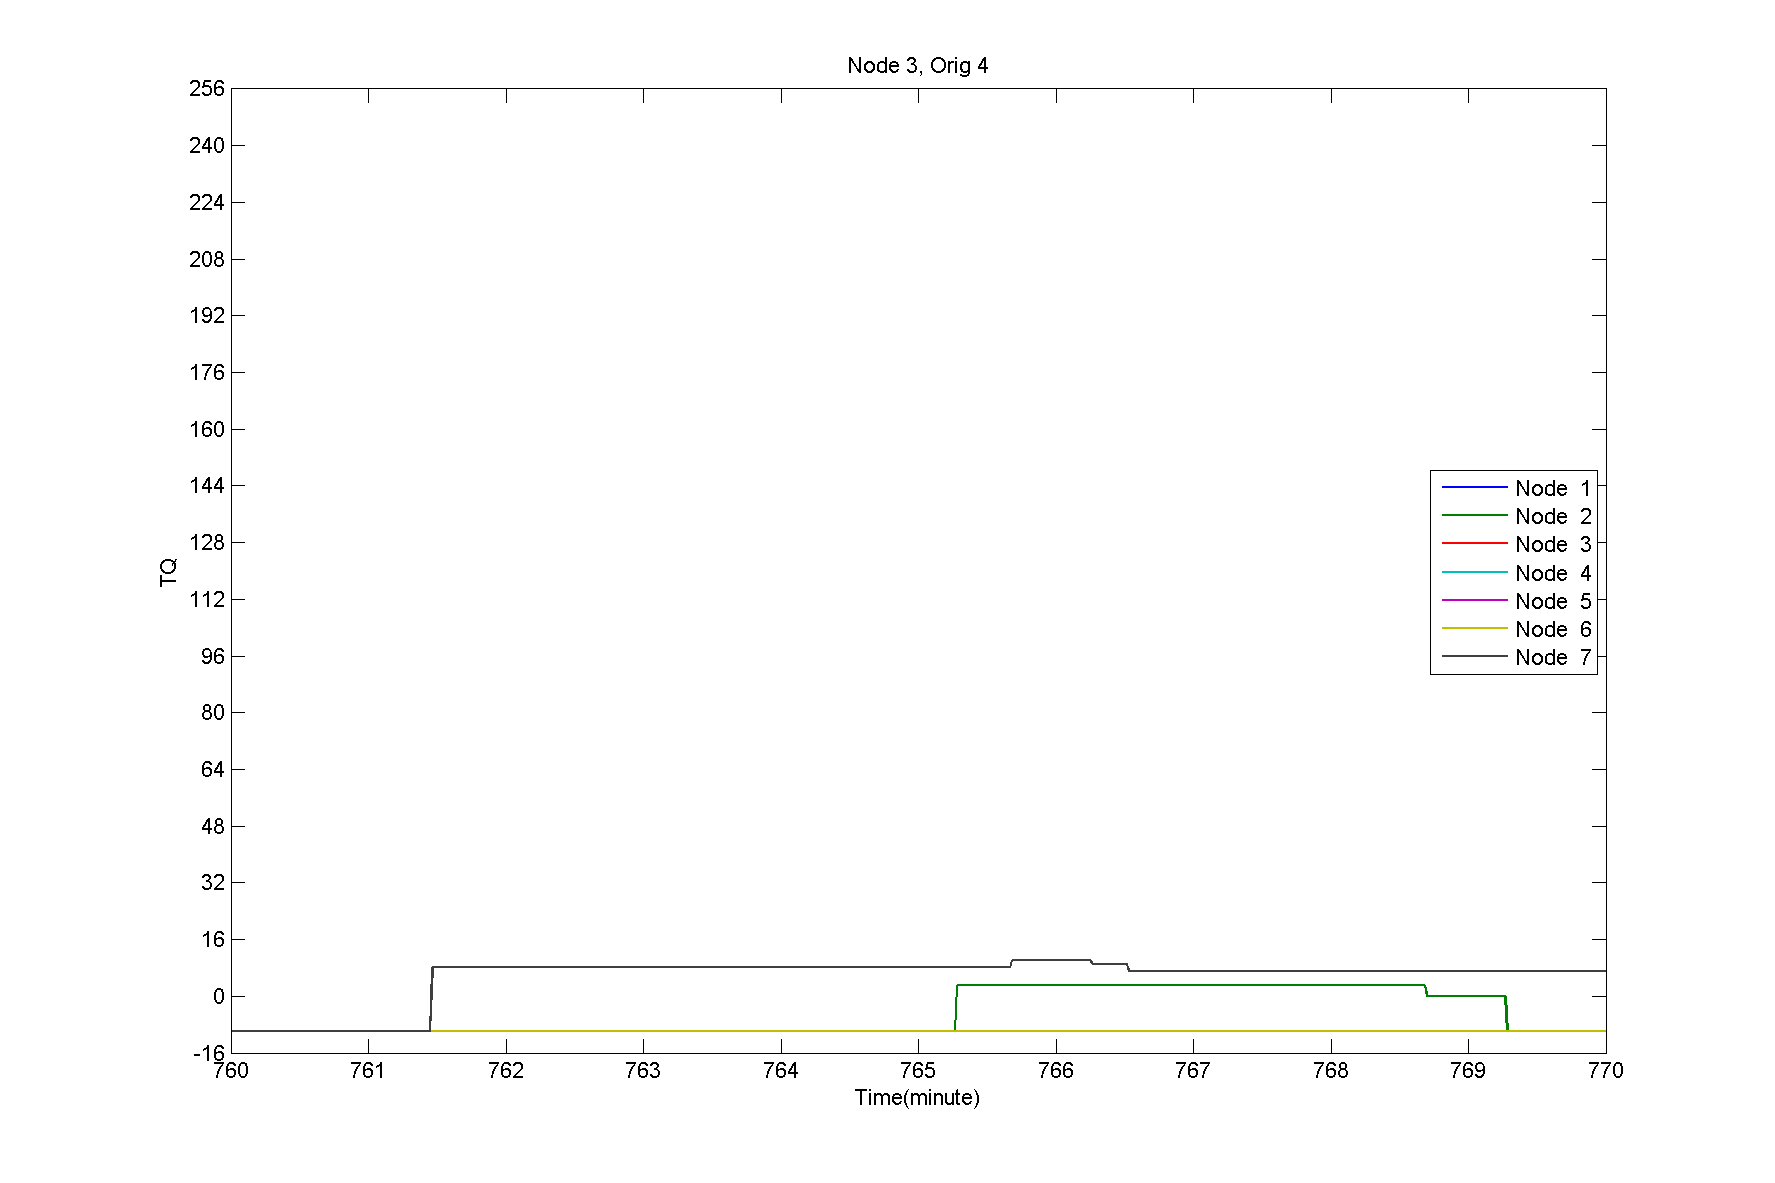 Node 3, Orig 4
256
240
224
208
192
176
160
144
128
112
96
80
64
48
32
16
0
-16
TQ
Node 1
Node 2
Node 3
Node 4
Node 5
Node 6
Node 7
760 761 762 763 764 765 766 767 768 769 770
Time(minute)